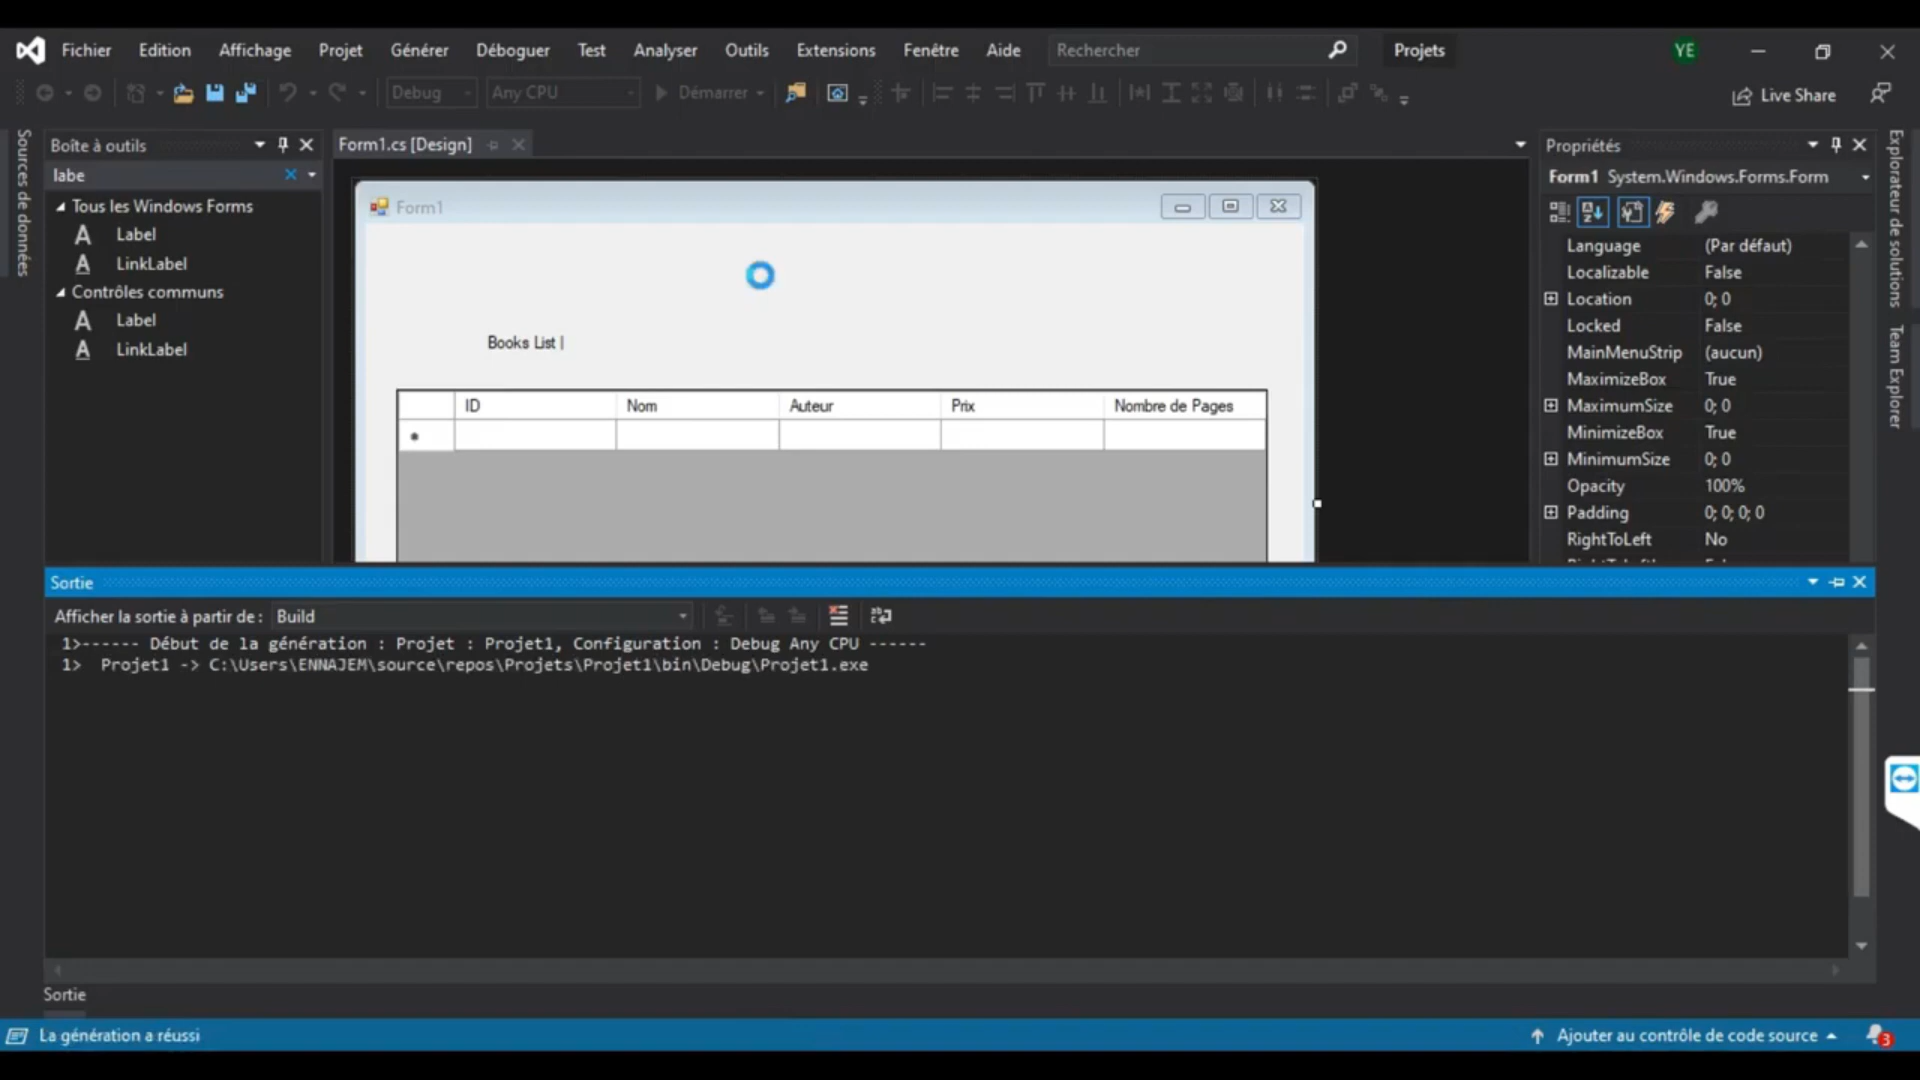 Fichier Edition Affichage Projet Générer Déboguer Test Analyser Outils Extensions Fenêtre Aide Rechercher Projets YE
Debug Any CPU Démarrer Live Share
Sources de données
Boîte à outils
labe
Tous les Windows Forms
Label
LinkLabel
Contrôles communs
Label
LinkLabel
Form1.cs [Design]
Form1
Books List |
ID Nom Auteur Prix Nombre de Pages
Propriétés
Form1 System.Windows.Forms.Form
Language (Par défaut)
Localizable False
Location 0; 0
Locked False
MainMenuStrip (aucun)
MaximizeBox True
MaximumSize 0; 0
MinimizeBox True
MinimumSize 0; 0
Opacity 100%
Padding 0; 0; 0; 0
RightToLeft No
Explorateur de solutions
Team Explorer
Sortie
Afficher la sortie à partir de : Build
1>------ Début de la génération : Projet : Projet1, Configuration : Debug Any CPU ------
1> Projet1 -> C:\Users\ENNAJEM\source\repos\Projets\Projet1\bin\Debug\Projet1.exe
Sortie
La génération a réussi
Ajouter au contrôle de code source
3